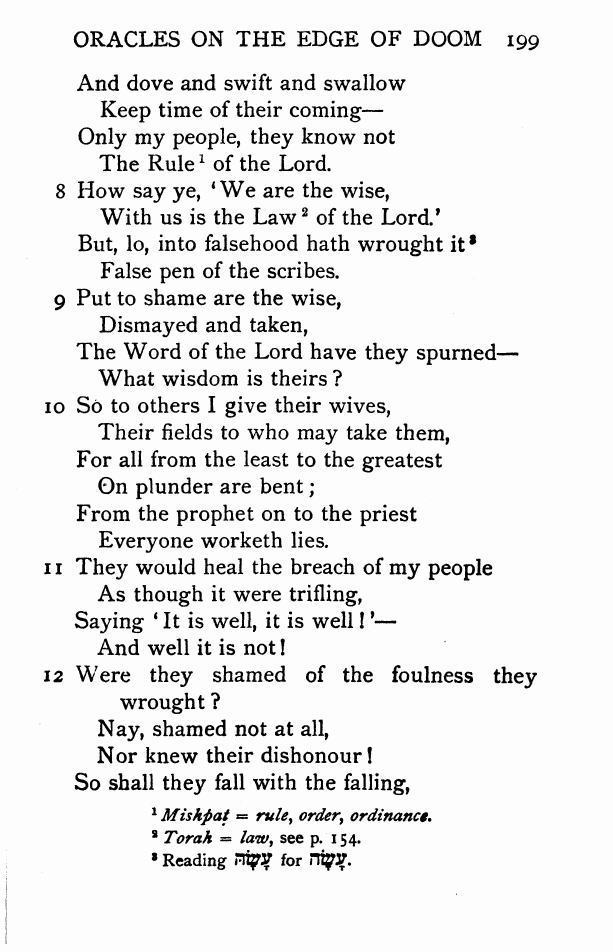 ORACLES ON THE EDGE OF DOOM 199
And dove and swift and swallow
Keep time of their coming—
Only my people, they know not
The Rule¹ of the Lord.
8 How say ye, ‘We are the wise,
With us is the Law² of the Lord.’
But, lo, into falsehood hath wrought it³
False pen of the scribes.
9 Put to shame are the wise,
Dismayed and taken,
The Word of the Lord have they spurned—
What wisdom is theirs?
10 So to others I give their wives,
Their fields to who may take them,
For all from the least to the greatest
On plunder are bent;
From the prophet on to the priest
Everyone worketh lies.
11 They would heal the breach of my people
As though it were trifling,
Saying ‘It is well, it is well!’—
And well it is not!
12 Were they shamed of the foulness they
wrought?
Nay, shamed not at all,
Nor knew their dishonour!
So shall they fall with the falling,
¹ Mishpaṭ = rule, order, ordinance.
² Torah = law, see p. 154.
³ Reading for